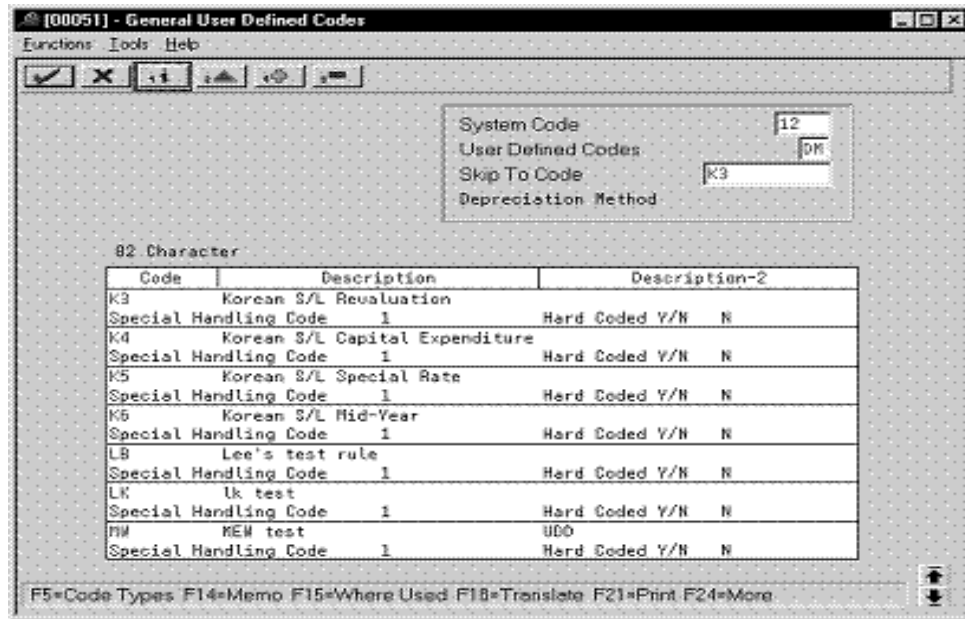 [00051] - General User Defined Codes
Functions Tools Help
System Code 12
User Defined Codes DM
Skip To Code K3
Depreciation Method
02 Character
Code Description Description-2
K3 Korean S/L Revaluation
Special Handling Code 1 Hard Coded Y/N N
K4 Korean S/L Capital Expenditure
Special Handling Code 1 Hard Coded Y/N N
K5 Korean S/L Special Rate
Special Handling Code 1 Hard Coded Y/N N
K6 Korean S/L Mid-Year
Special Handling Code 1 Hard Coded Y/N N
LB Lee's test rule
Special Handling Code 1 Hard Coded Y/N N
LK lk test
Special Handling Code 1 Hard Coded Y/N N
MW MEW test UDD
Special Handling Code 1 Hard Coded Y/N N
F5=Code Types F14=Memo F15=Where Used F18=Translate F21=Print F24=More